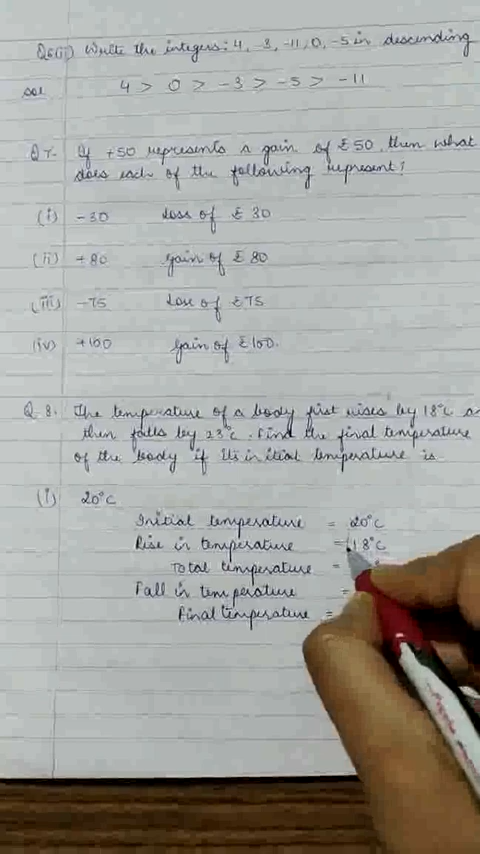 Q6(ii) Write the integers: 4, -3, -11, 0, -5 in descending
sol 4 > 0 > -3 > -5 > -11
Q7. If +50 represents a gain of ₹50, then what
does each of the following represent?
(i) -30 Loss of ₹30
(ii) +80 gain of ₹80
(iii) -75 Loss of ₹75
(iv) +100 gain of ₹100.
Q8. The temperature of a body first rises by 18°C
then falls by 23°C. Find the final temperature
of the body if its initial temperature is
(i) 20°C
Initial temperature = 20°C
Rise in temperature = 18°C
Total temperature =
Fall in temperature =
Final temperature =